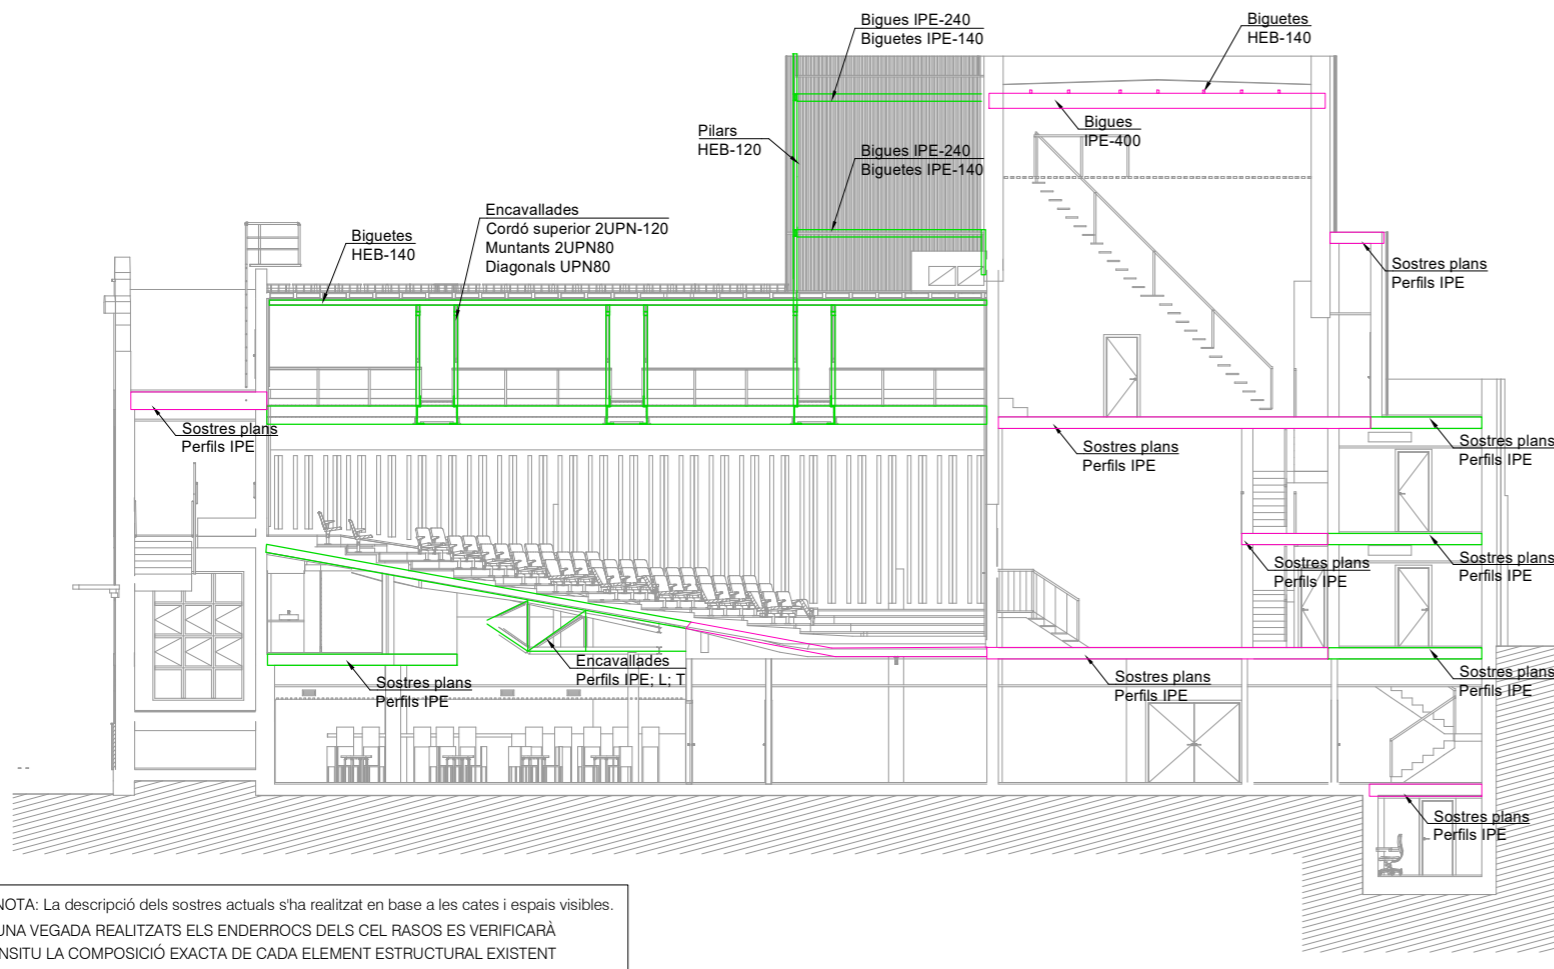 Bigues IPE-240
Biguetes IPE-140
Biguetes
HEB-140
Pilars
HEB-120
Bigues
IPE-400
Bigues IPE-240
Biguetes IPE-140
Encavallades
Cordó superior 2UPN-120
Muntants 2UPN80
Diagonals UPN80
Biguetes
HEB-140
Sostres plans
Perfils IPE
Sostres plans
Perfils IPE
Sostres plans
Perfils IPE
Sostres plans
Perfils IPE
Sostres plans
Perfils IPE
Sostres plans
Perfils IPE
Encavallades
Perfils IPE; L; T
Sostres plans
Perfils IPE
Sostres plans
Perfils IPE
Sostres plans
Perfils IPE
Sostres plans
Perfils IPE
NOTA: La descripció dels sostres actuals s'ha realitzat en base a les cates i espais visibles.
UNA VEGADA REALITZATS ELS ENDERROCS DELS CEL RASOS ES VERIFICARÀ
INSITU LA COMPOSICIÓ EXACTA DE CADA ELEMENT ESTRUCTURAL EXISTENT